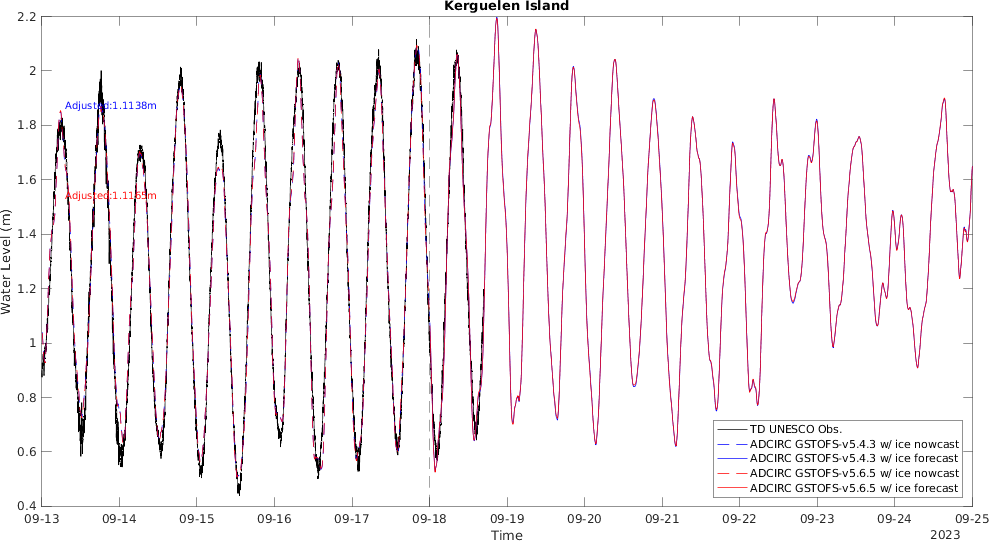 Kerguelen Island
Water Level (m)
2.2
2
1.8
1.6
1.4
1.2
1
0.8
0.6
0.4
Adjusted:1.1138m
Adjusted:1.1165m
TD UNESCO Obs.
ADCIRC GSTOFS-v5.4.3 w/ ice nowcast
ADCIRC GSTOFS-v5.4.3 w/ ice forecast
ADCIRC GSTOFS-v5.6.5 w/ ice nowcast
ADCIRC GSTOFS-v5.6.5 w/ ice forecast
09-13 09-14 09-15 09-16 09-17 09-18 09-19 09-20 09-21 09-22 09-23 09-24 09-25
Time
2023